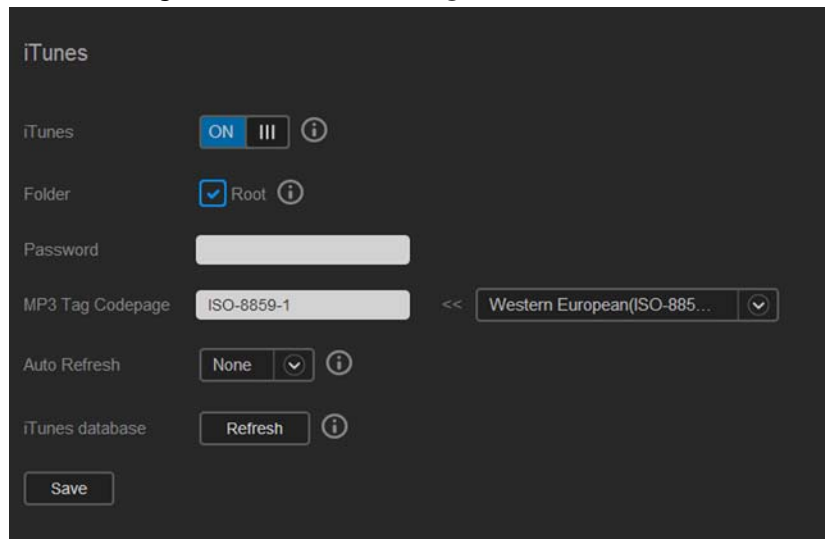 iTunes
iTunes ON
Folder Root
Password
MP3 Tag Codepage ISO-8859-1 << Western European(ISO-885...
Auto Refresh None
iTunes database Refresh
Save